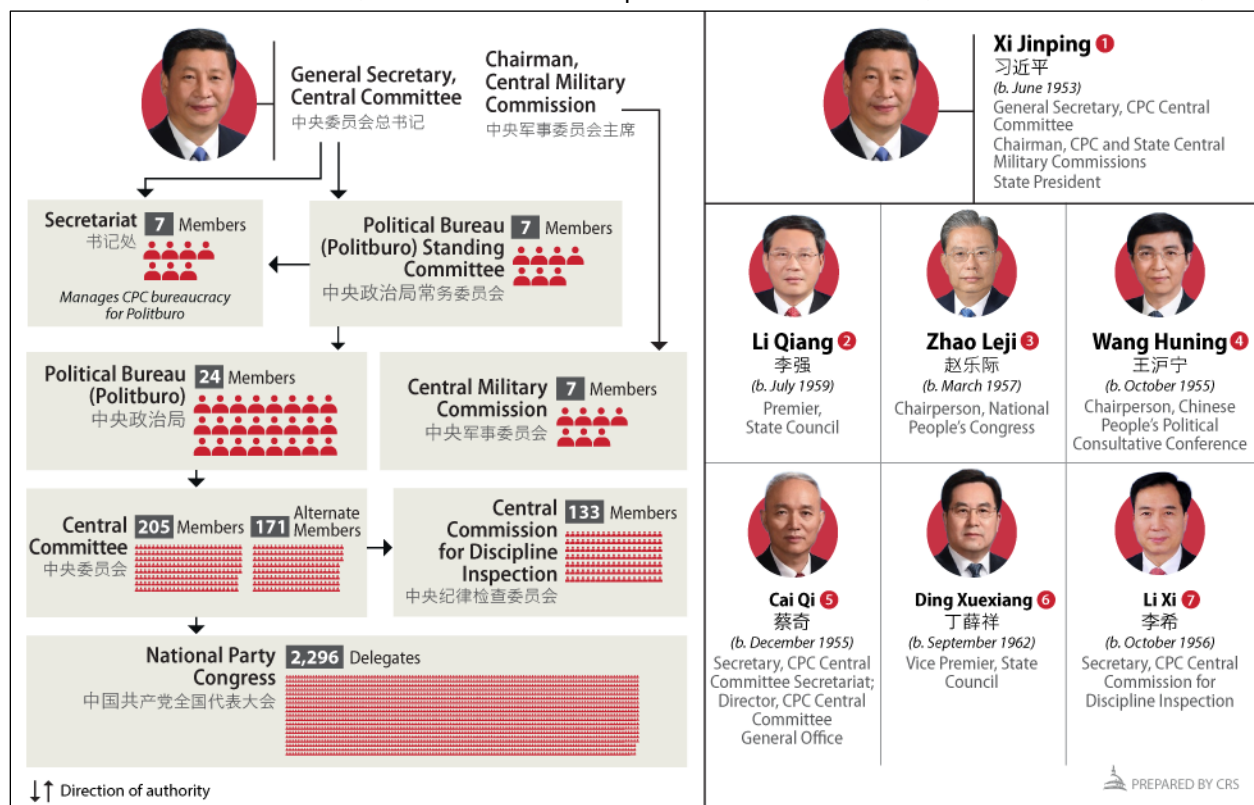 General Secretary,
Central Committee
中央委员会总书记
Chairman,
Central Military
Commission
中央军事委员会主席
Secretariat
书记处
7 Members
Manages CPC bureaucracy
for Politburo
Political Bureau
(Politburo) Standing
Committee
中央政治局常务委员会
7 Members
Political Bureau
(Politburo)
中央政治局
24 Members
Central Military
Commission
中央军事委员会
7 Members
Central
Committee
中央委员会
205 Members
171 Alternate
Members
Central
Commission
for Discipline
Inspection
中央纪律检查委员会
133 Members
National Party
Congress
中国共产党全国代表大会
2,296 Delegates
↓↑ Direction of authority
Xi Jinping 1
习近平
(b. June 1953)
General Secretary, CPC Central
Committee
Chairman, CPC and State Central
Military Commissions
State President
Li Qiang 2
李强
(b. July 1959)
Premier,
State Council
Zhao Leji 3
赵乐际
(b. March 1957)
Chairperson, National
People's Congress
Wang Huning 4
王沪宁
(b. October 1955)
Chairperson, Chinese
People's Political
Consultative Conference
Cai Qi 5
蔡奇
(b. December 1955)
Secretary, CPC Central
Committee Secretariat;
Director, CPC Central
Committee
General Office
Ding Xuexiang 6
丁薛祥
(b. September 1962)
Vice Premier, State
Council
Li Xi 7
李希
(b. October 1956)
Secretary, CPC Central
Commission for
Discipline Inspection
PREPARED BY CRS